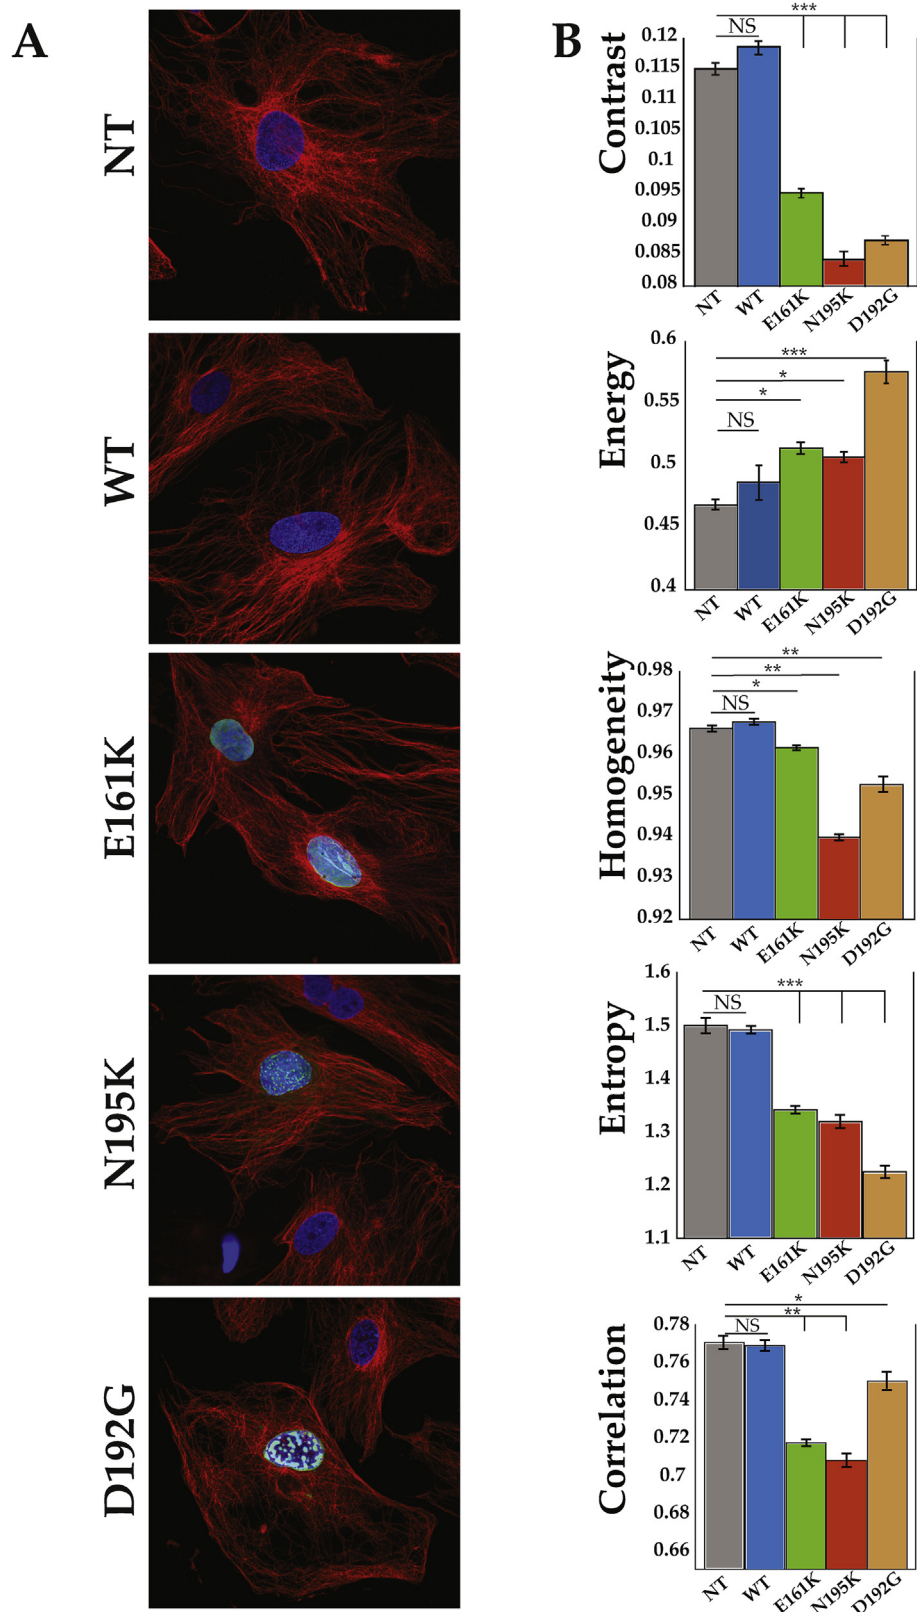 A
NT
WT
E161K
N195K
D192G
B
Contrast
***
NS
0.12
0.115
0.11
0.105
0.1
0.095
0.09
0.085
0.08
NT
WT
E161K
N195K
D192G
Energy
***
*
*
NS
0.6
0.55
0.5
0.45
0.4
NT
WT
E161K
N195K
D192G
Homogeneity
**
**
*
NS
0.98
0.97
0.96
0.95
0.94
0.93
0.92
NT
WT
E161K
N195K
D192G
Entropy
***
NS
1.6
1.5
1.4
1.3
1.2
1.1
NT
WT
E161K
N195K
D192G
Correlation
*
**
NS
0.78
0.76
0.74
0.72
0.7
0.68
0.66
NT
WT
E161K
N195K
D192G